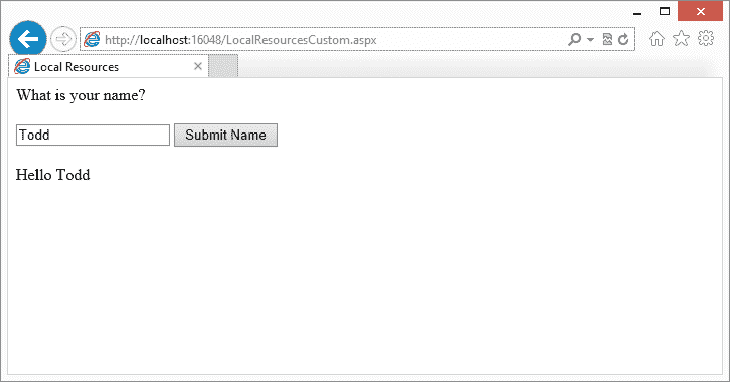 http://localhost:16048/LocalResourcesCustom.aspx
Local Resources
What is your name?
Todd Submit Name
Hello Todd